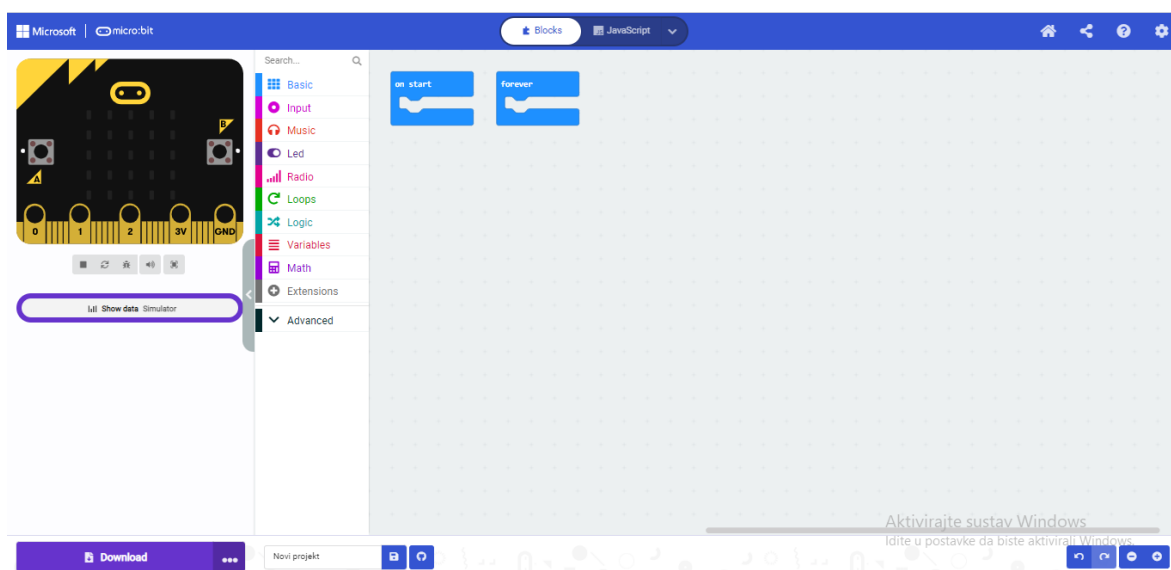 Microsoft micro:bit
Blocks
JavaScript
Search...
Basic
Input
Music
Led
Radio
Loops
Logic
Variables
Math
Extensions
Advanced
on start
forever
B
A
0 1 2 3V GND
Show data Simulator
Aktivirajte sustav Windows
Idite u postavke da biste aktivirali Windows.
Download
Novi projekt